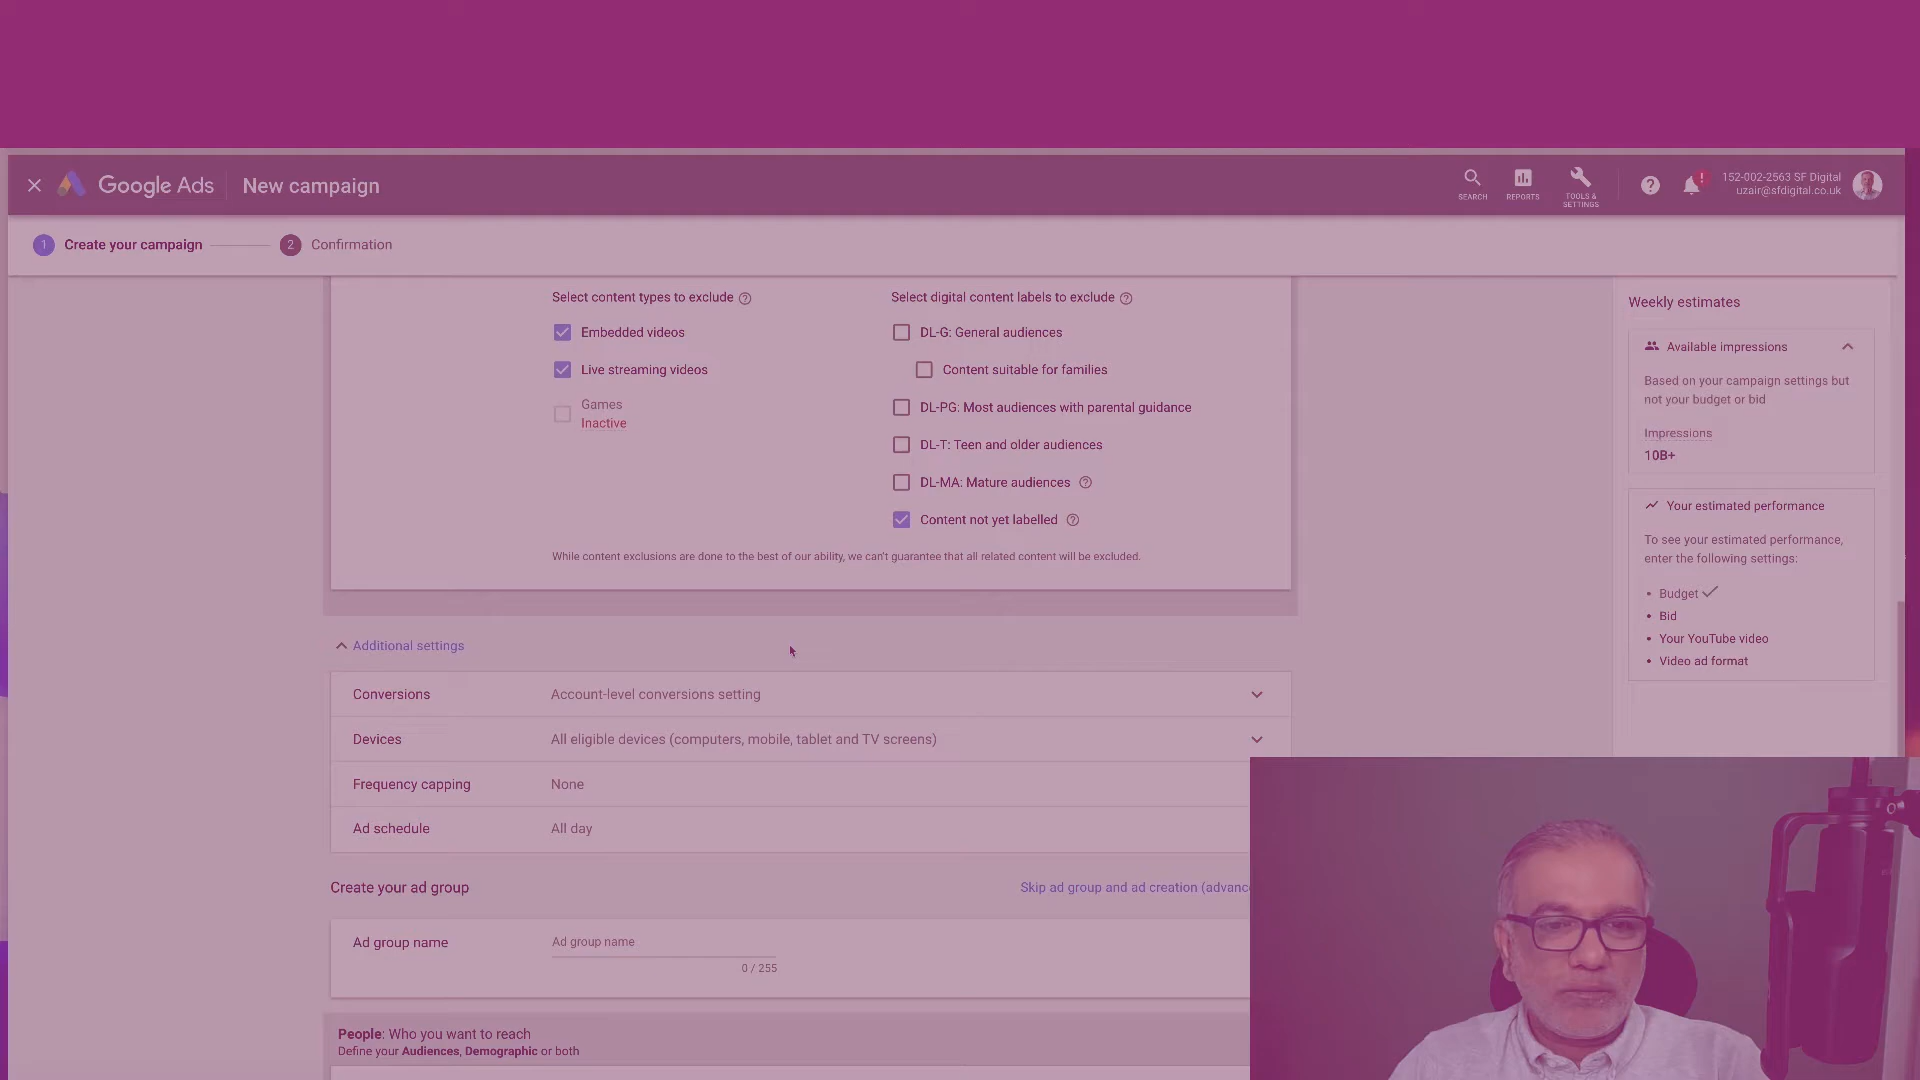 Google Ads
New campaign
SEARCH
REPORTS
TOOLS &
SETTINGS
152-002-2563 SF Digital
uzair@sfdigital.co.uk
1 Create your campaign
2 Confirmation
Select content types to exclude
Embedded videos
Live streaming videos
Games
Inactive
Select digital content labels to exclude
DL-G: General audiences
Content suitable for families
DL-PG: Most audiences with parental guidance
DL-T: Teen and older audiences
DL-MA: Mature audiences
Content not yet labelled
While content exclusions are done to the best of our ability, we can't guarantee that all related content will be excluded.
Weekly estimates
Available impressions
Based on your campaign settings but
not your budget or bid
Impressions
10B+
Your estimated performance
To see your estimated performance,
enter the following settings:
• Budget
• Bid
• Your YouTube video
• Video ad format
Additional settings
Conversions Account-level conversions setting
Devices All eligible devices (computers, mobile, tablet and TV screens)
Frequency capping None
Ad schedule All day
Create your ad group
Skip ad group and ad creation (advanc
Ad group name Ad group name
0 / 255
People: Who you want to reach
Define your Audiences, Demographic or both